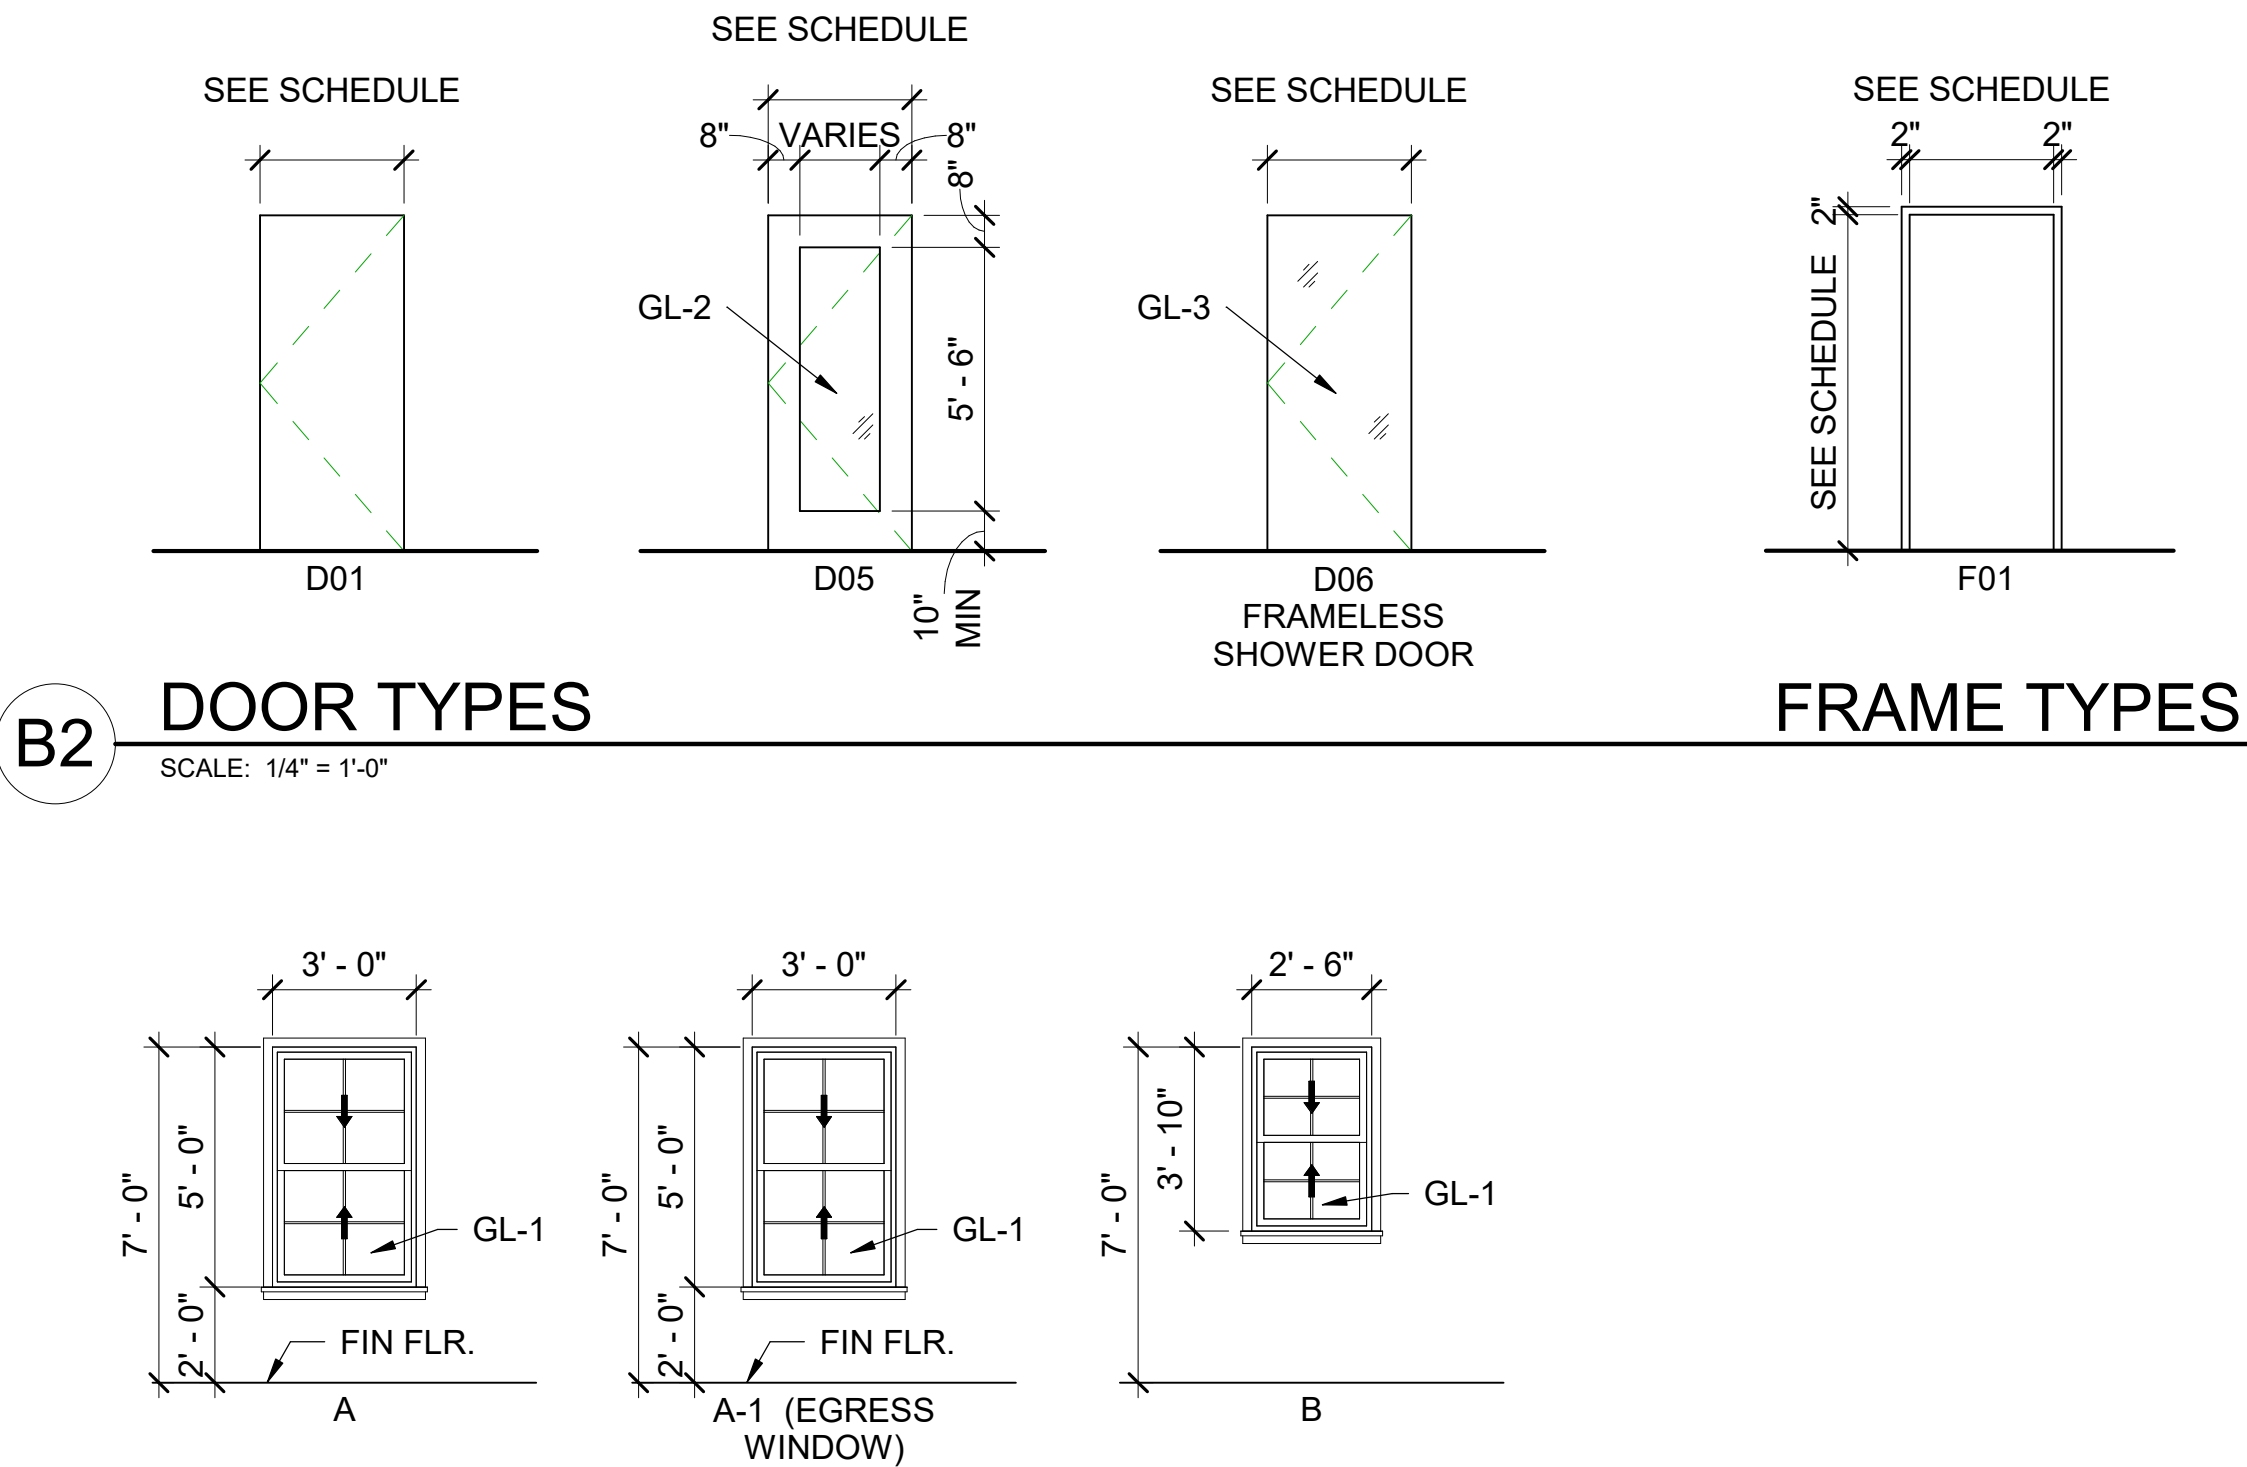 SEE SCHEDULE
SEE SCHEDULE
SEE SCHEDULE
SEE SCHEDULE
8" VARIES 8"
8"
2" 2"
2"
SEE SCHEDULE
GL-2
GL-3
5' - 6"
10"
MIN
D01
D05
D06
FRAMELESS
SHOWER DOOR
F01
B2
DOOR TYPES
FRAME TYPES
SCALE: 1/4" = 1'-0"
3' - 0"
7' - 0"
5' - 0"
2' - 0"
GL-1
FIN FLR.
A
3' - 0"
7' - 0"
5' - 0"
2' - 0"
GL-1
FIN FLR.
A-1 (EGRESS
WINDOW)
2' - 6"
7' - 0"
3' - 10"
GL-1
B